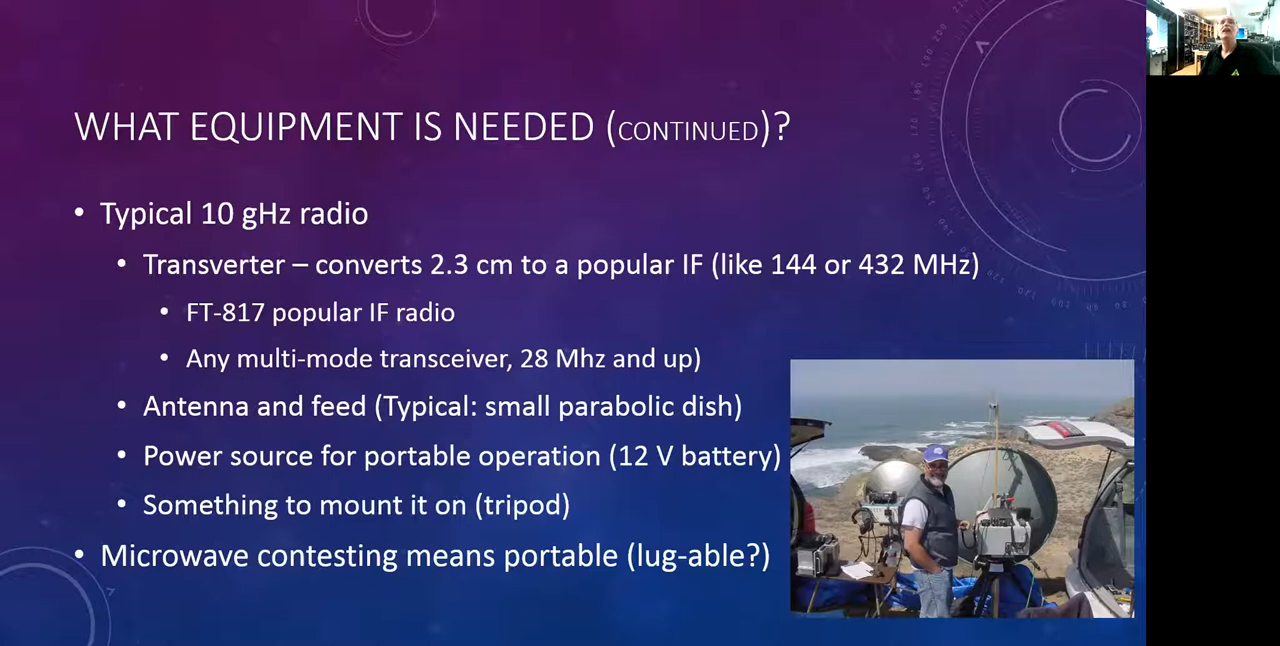 WHAT EQUIPMENT IS NEEDED (CONTINUED)?
• Typical 10 gHz radio
• Transverter – converts 2.3 cm to a popular IF (like 144 or 432 MHz)
• FT-817 popular IF radio
• Any multi-mode transceiver, 28 Mhz and up)
• Antenna and feed (Typical: small parabolic dish)
• Power source for portable operation (12 V battery)
• Something to mount it on (tripod)
• Microwave contesting means portable (lug-able?)